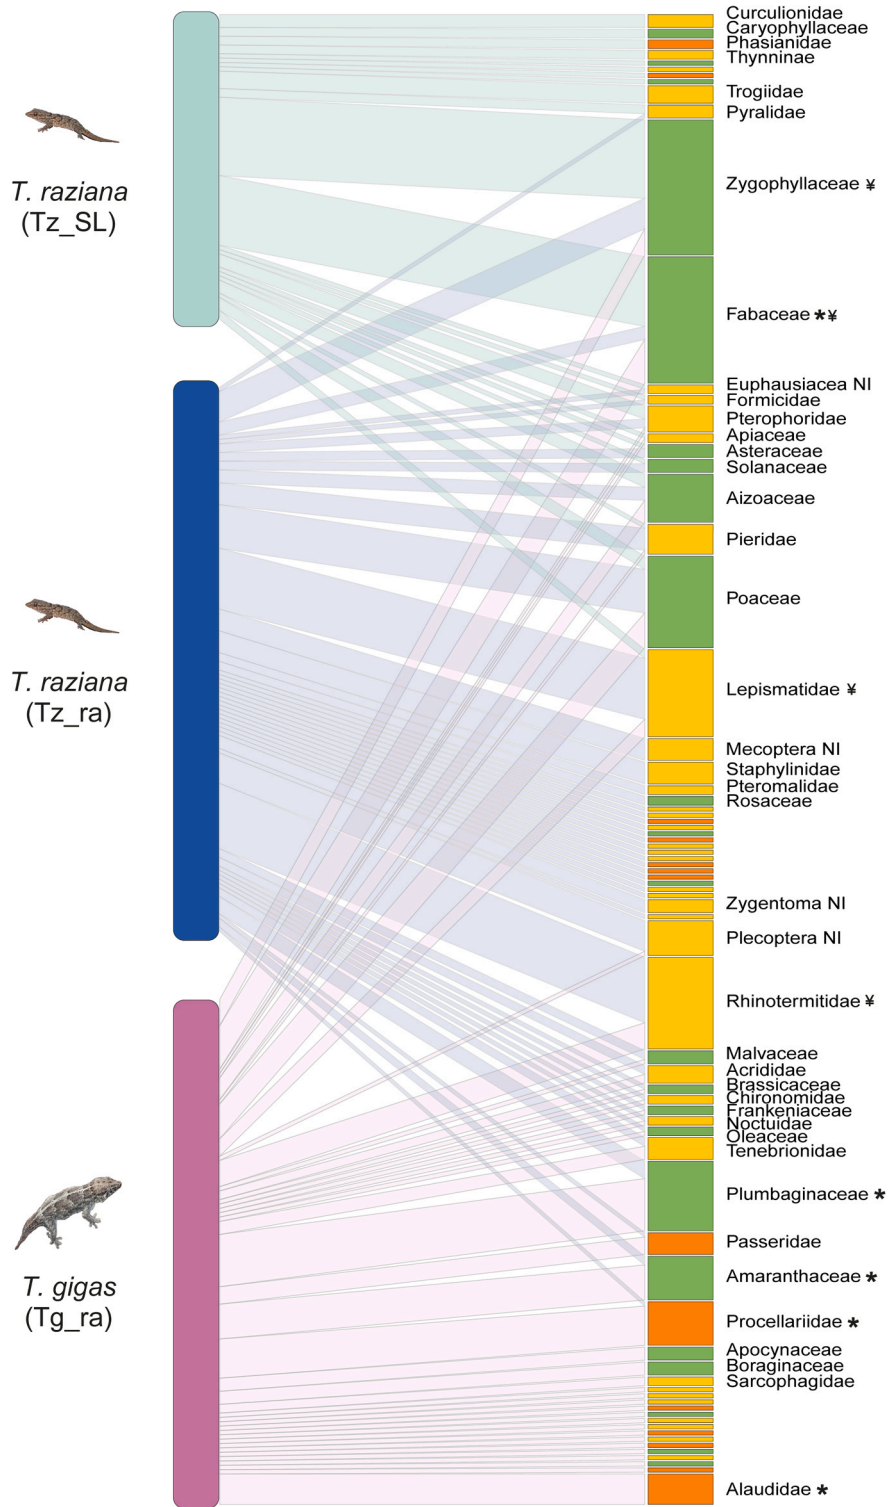 T. raziana
(Tz_SL)
T. raziana
(Tz_ra)
T. gigas
(Tg_ra)
Curculionidae
Caryophyllaceae
Phasianidae
Thynninae
Trogiidae
Pyralidae
Zygophyllaceae ¥
Fabaceae *¥
Euphausiacea NI
Formicidae
Pterophoridae
Apiaceae
Asteraceae
Solanaceae
Aizoaceae
Pieridae
Poaceae
Lepismatidae ¥
Mecoptera NI
Staphylinidae
Pteromalidae
Rosaceae
Zygentoma NI
Plecoptera NI
Rhinotermitidae ¥
Malvaceae
Acrididae
Brassicaceae
Chironomidae
Frankeniaceae
Noctuidae
Oleaceae
Tenebrionidae
Plumbaginaceae *
Passeridae
Amaranthaceae *
Procellariidae *
Apocynaceae
Boraginaceae
Sarcophagidae
Alaudidae *